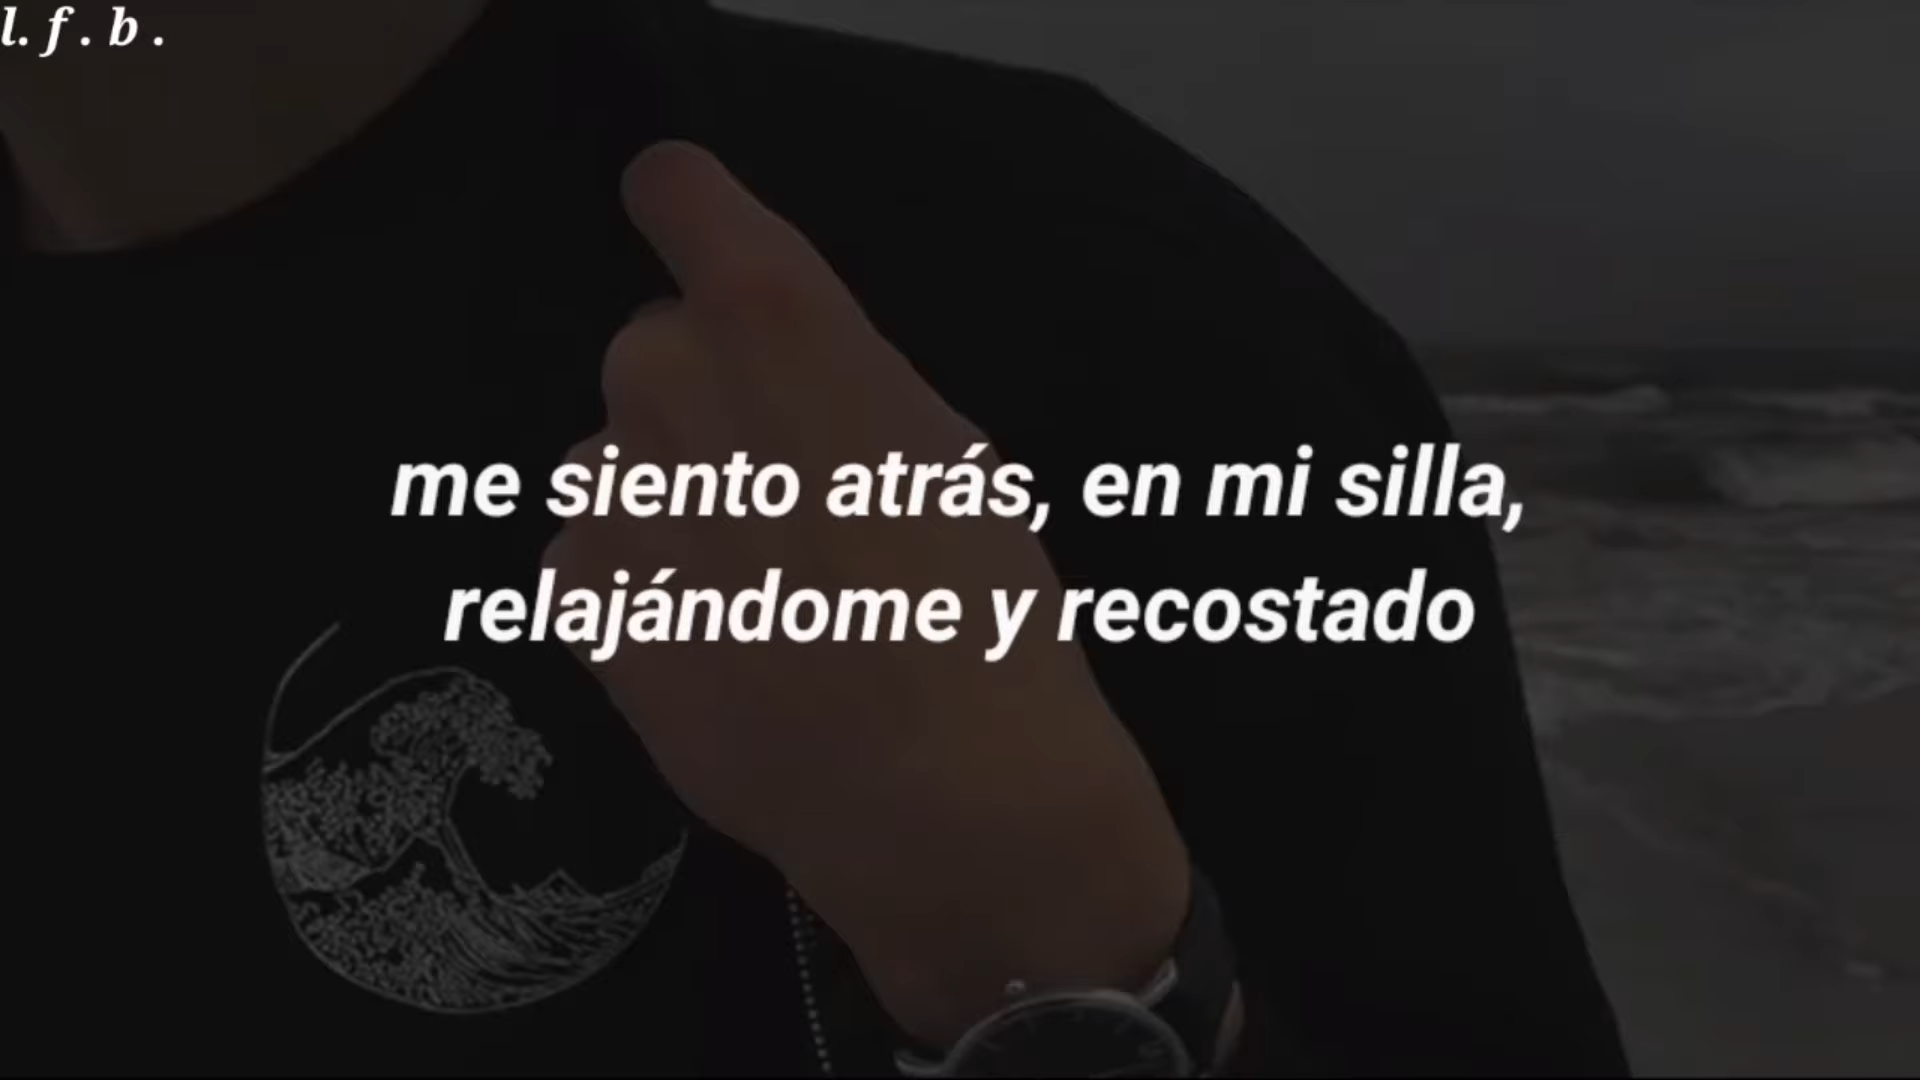 l. f . b .
me siento atrás, en mi silla,
relajándome y recostado